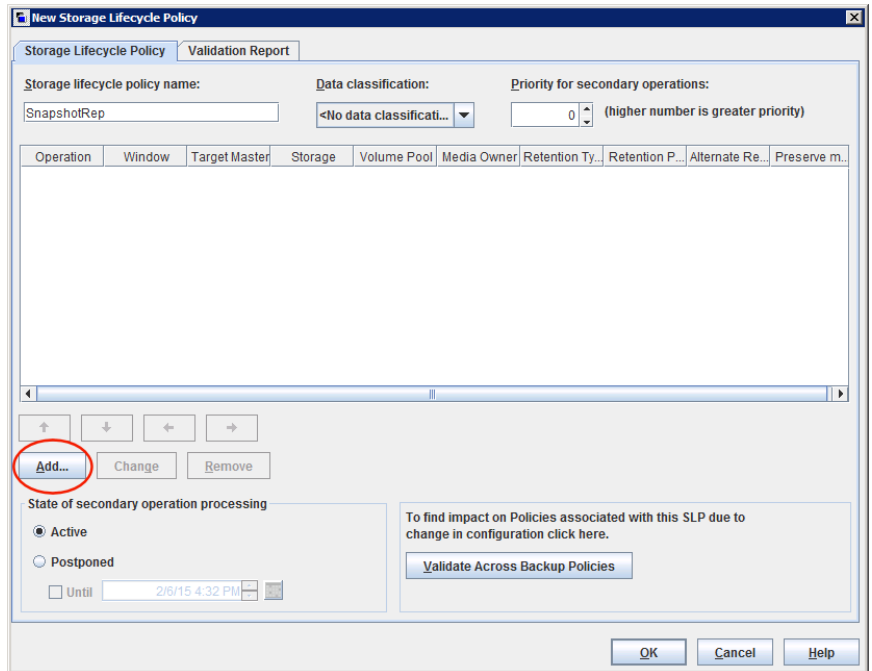 New Storage Lifecycle Policy
Storage Lifecycle Policy Validation Report
Storage lifecycle policy name: Data classification: Priority for secondary operations:
SnapshotRep <No data classificati... 0 (higher number is greater priority)
Operation Window Target Master Storage Volume Pool Media Owner Retention Ty... Retention P... Alternate Re... Preserve m...
Add... Change Remove
State of secondary operation processing
Active
Postponed
Until 2/6/15 4:32 PM
To find impact on Policies associated with this SLP due to
change in configuration click here.
Validate Across Backup Policies
OK Cancel Help